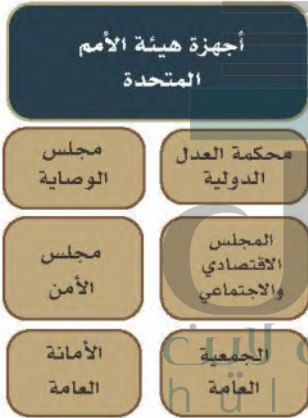 أجهزة هيئة الأمم
المتحدة
محكمة العدل
الدولية
مجلس
الوصاية
المجلس
الاقتصادي
والاجتماعي
مجلس
الأمن
الجمعية
العامة
الأمانة
العامة